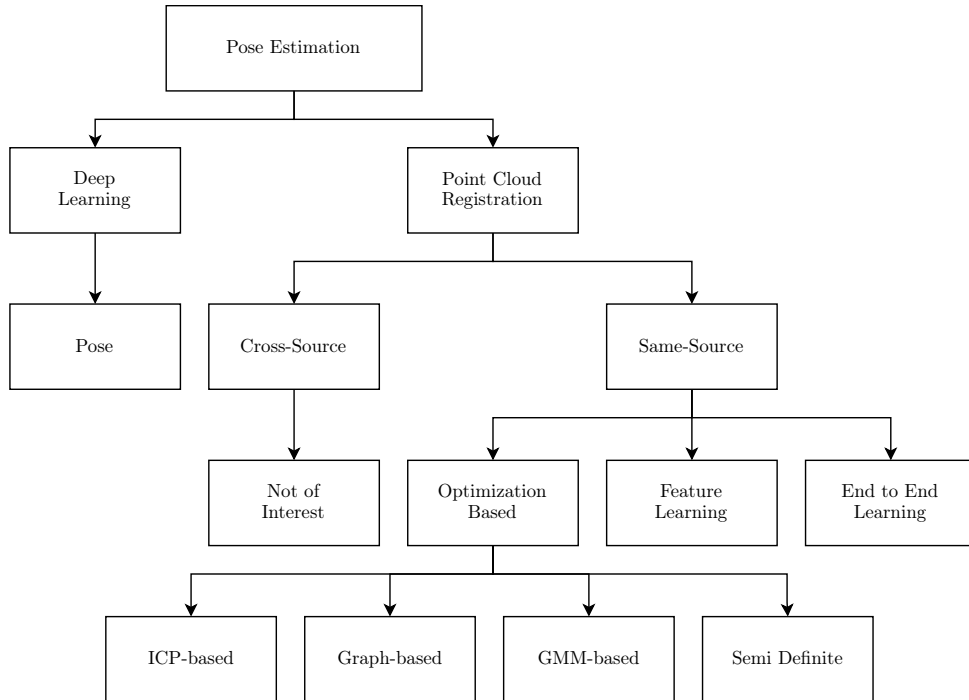 Pose Estimation
Deep
Learning
Point Cloud
Registration
Pose
Cross-Source
Same-Source
Not of
Interest
Optimization
Based
Feature
Learning
End to End
Learning
ICP-based
Graph-based
GMM-based
Semi Definite